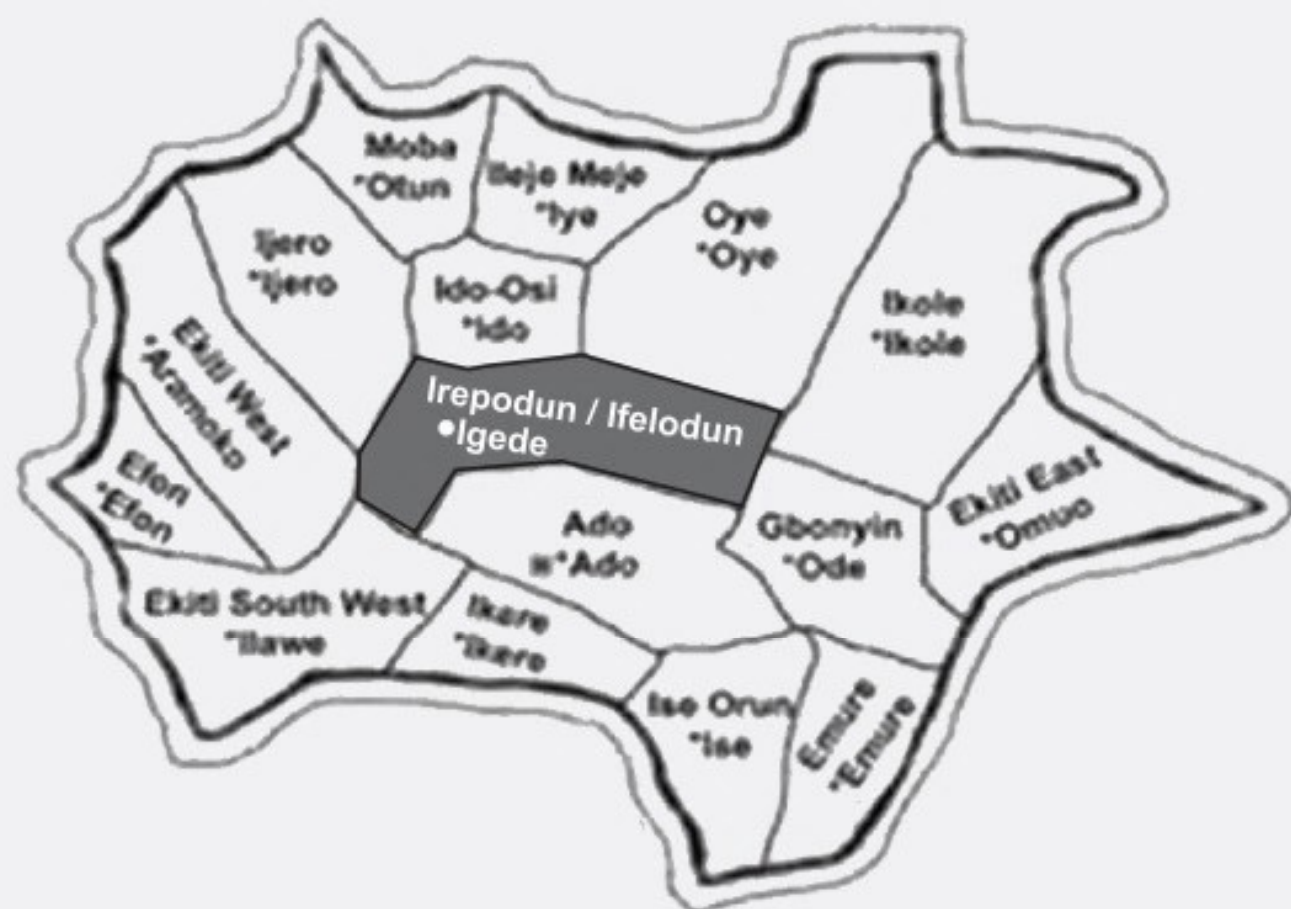 Moba
*Otun
Ileje Meje
*Iye
Oye
*Oye
Ijero
*Ijero
Ido-Osi
*Ido
Ikole
*Ikole
Ekiti West
*Aramoko
Irepodun / Ifelodun
•Igede
Efon
*Efon
Ekiti East
*Omuo
Ado
*Ado
Gbonyin
*Ode
Ekiti South West
*Ilawe
Ikere
*Ikere
Ise Orun
*Ise
Emure
*Emure